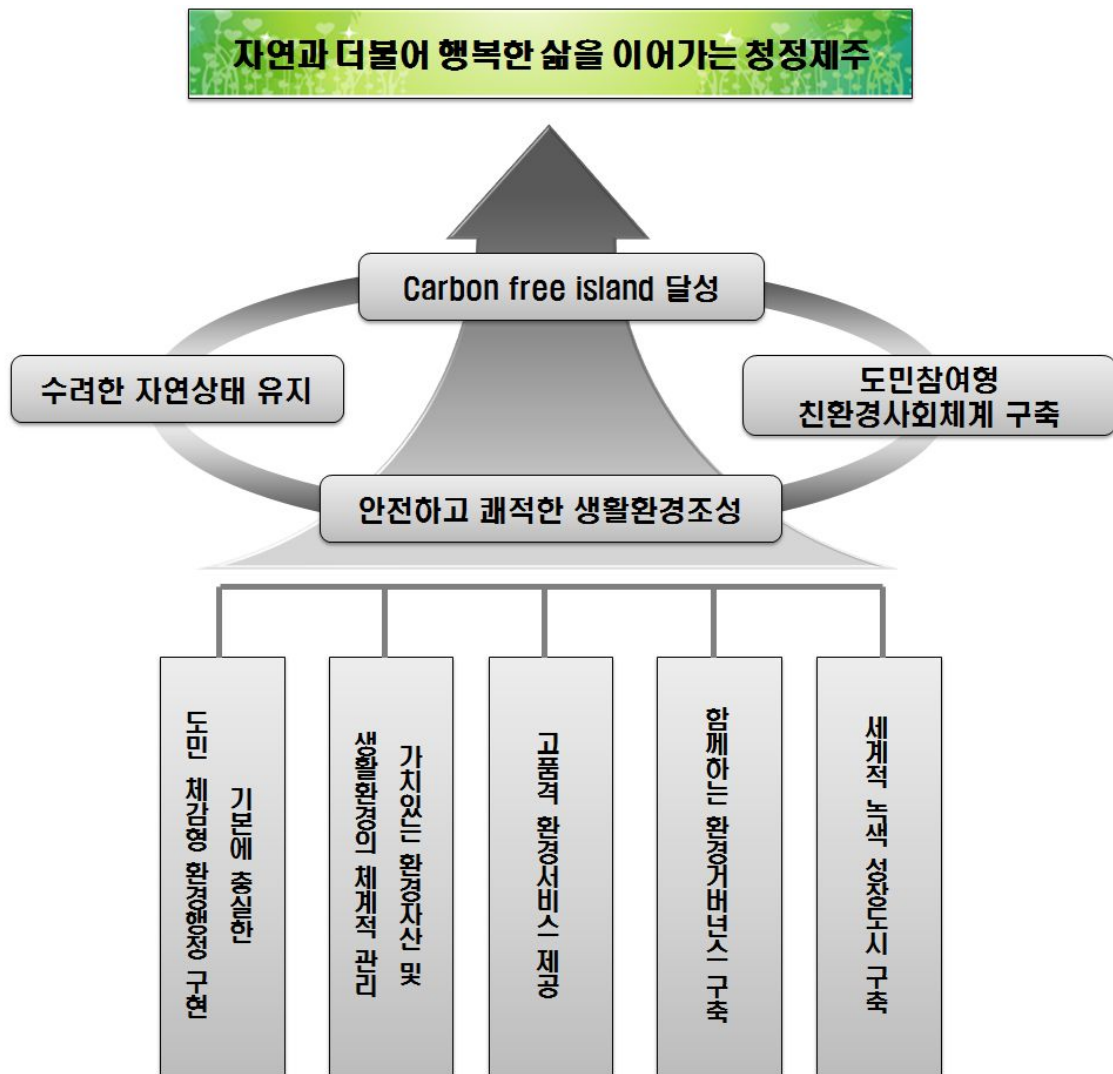 자연과 더불어 행복한 삶을 이어가는 청정제주
Carbon free island 달성
수려한 자연상태 유지
도민참여형
친환경사회체계 구축
안전하고 쾌적한 생활환경조성
기본에 충실한
도민 체감형 환경행정 구현
가치있는 환경자산 및
생활환경의 체계적 관리
고품격 환경서비스 제공
함께하는 환경거버넌스 구축
세계적 녹색 성장도시 구축